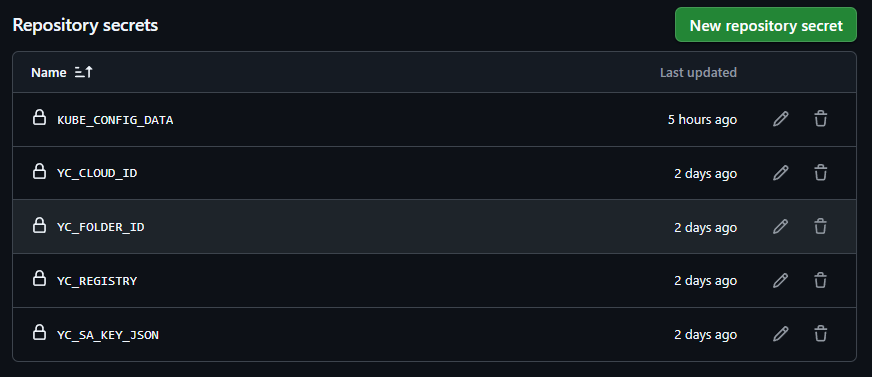 Repository secrets
New repository secret
Name
Last updated
KUBE_CONFIG_DATA
5 hours ago
YC_CLOUD_ID
2 days ago
YC_FOLDER_ID
2 days ago
YC_REGISTRY
2 days ago
YC_SA_KEY_JSON
2 days ago